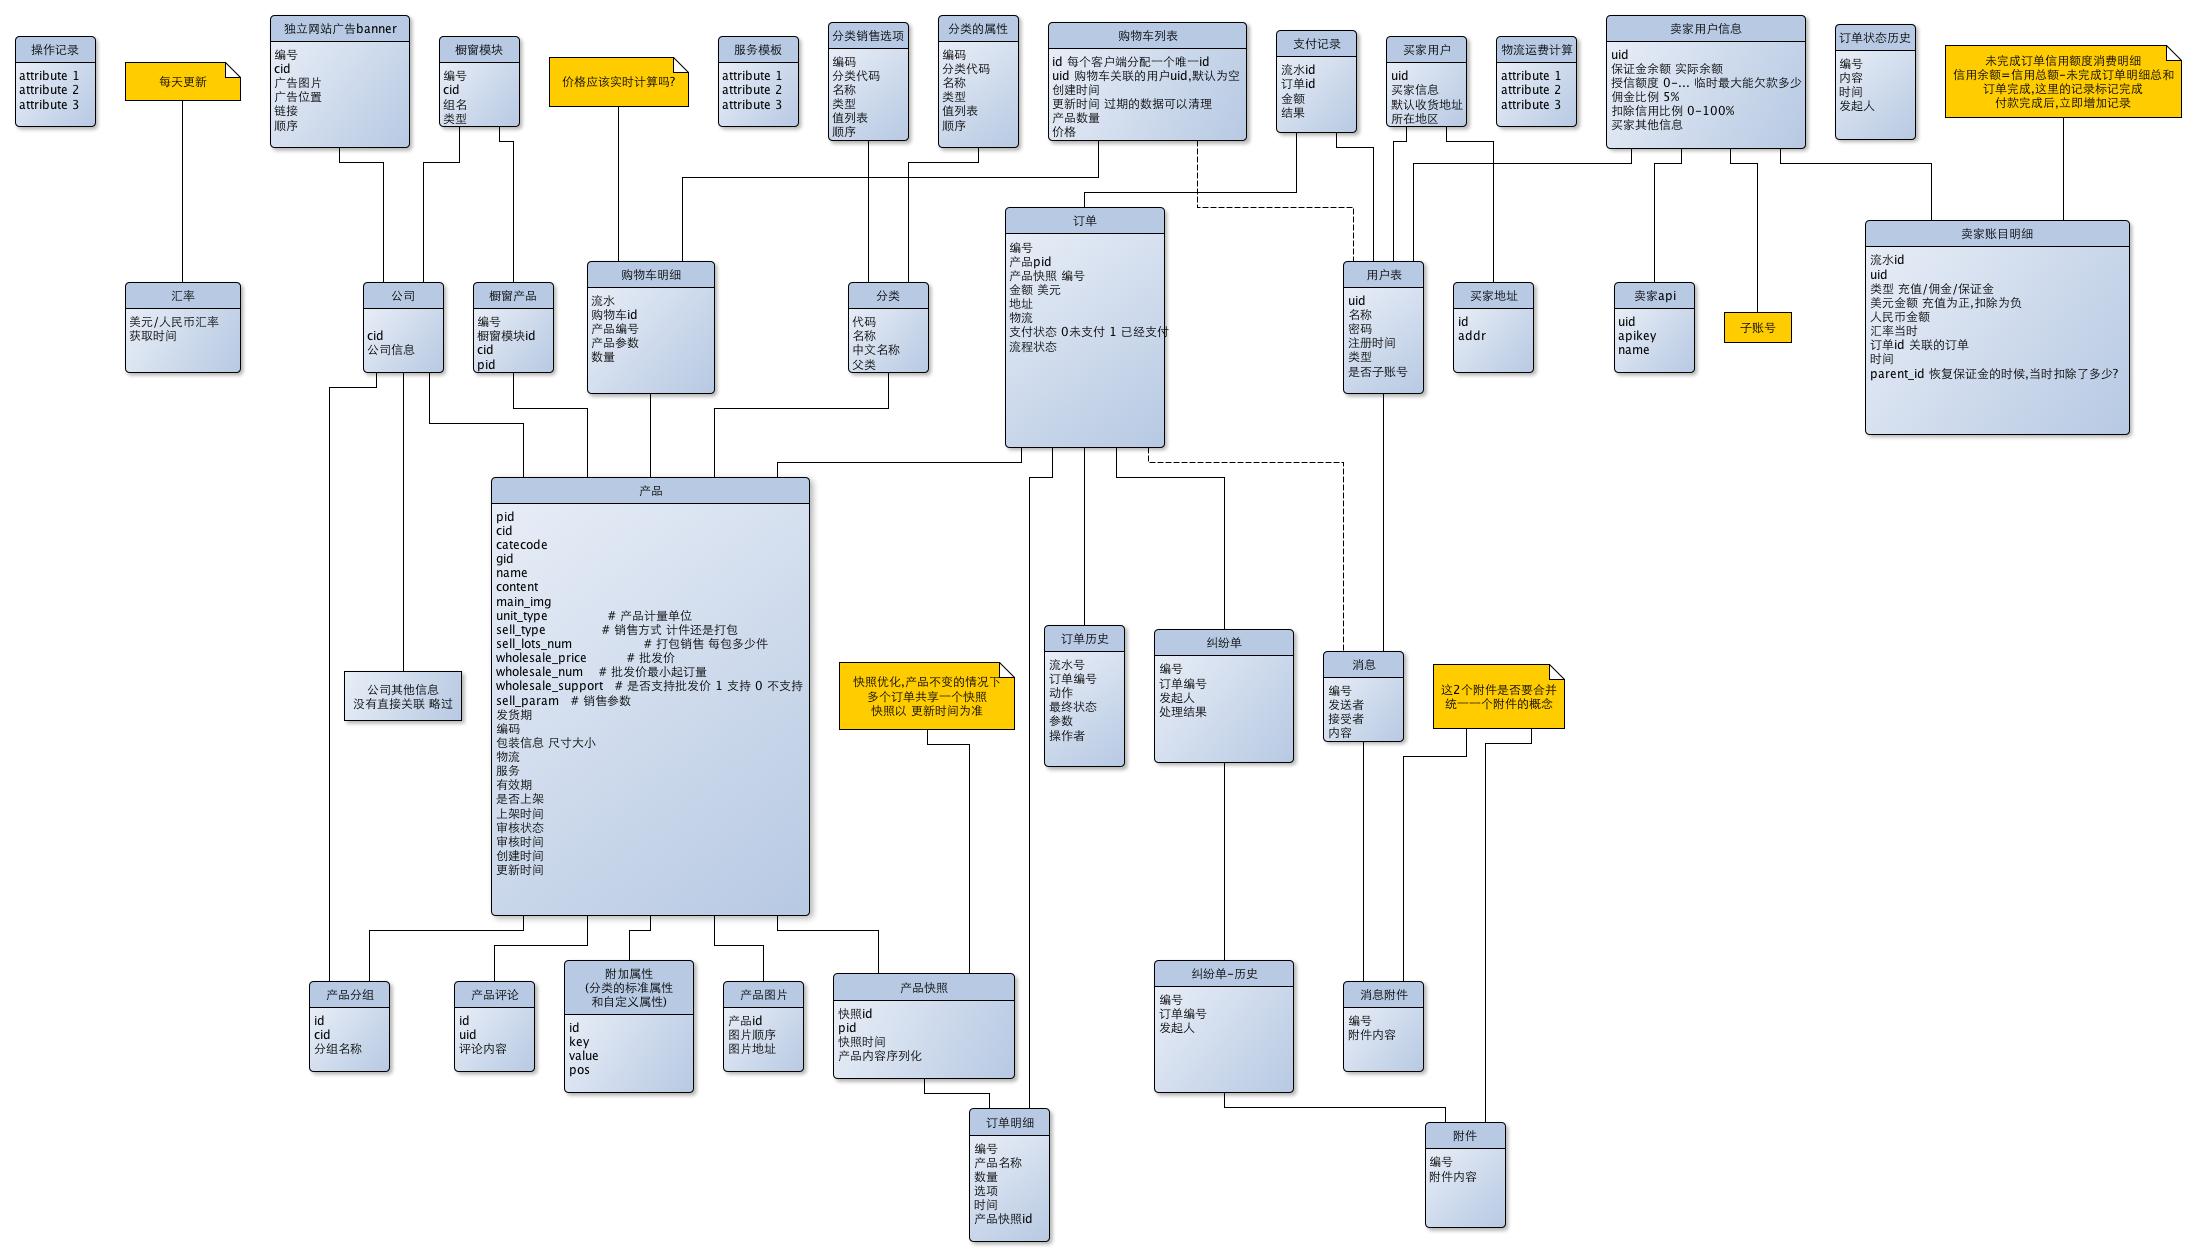 操作记录
attribute 1
attribute 2
attribute 3
每天更新
独立网站广告banner
编号
cid
广告图片
广告位置
链接
顺序
橱窗模块
编号
cid
组名
类型
价格应该实时计算吗?
服务模板
attribute 1
attribute 2
attribute 3
分类销售选项
编码
分类代码
名称
类型
值列表
顺序
分类的属性
编码
分类代码
名称
类型
值列表
顺序
购物车列表
id 每个客户端分配一个唯一id
uid 购物车关联的用户uid,默认为空
创建时间
更新时间 过期的数据可以清理
产品数量
价格
支付记录
流水id
订单id
金额
结果
买家用户
uid
买家信息
默认收货地址
所在地区
物流运费计算
attribute 1
attribute 2
attribute 3
卖家用户信息
uid
保证金余额 实际余额
授信额度 0-... 临时最大能欠款多少
佣金比例 5%
扣除信用比例 0-100%
买家其他信息
订单状态历史
编号
内容
时间
发起人
未完成订单信用额度消费明细
信用余额=信用总额-未完成订单明细总和
订单完成,这里的记录标记完成
付款完成后,立即增加记录
汇率
美元/人民币汇率
获取时间
公司
cid
公司信息
橱窗产品
编号
橱窗模块id
cid
pid
购物车明细
流水
购物车id
产品编号
产品参数
数量
分类
代码
名称
中文名称
父类
订单
编号
产品pid
产品快照 编号
金额 美元
地址
物流
支付状态 0未支付 1 已经支付
流程状态
用户表
uid
名称
密码
注册时间
类型
是否子账号
买家地址
id
addr
卖家api
uid
apikey
name
子账号
卖家账目明细
流水id
uid
类型 充值/佣金/保证金
美元金额 充值为正,扣除为负
人民币金额
汇率当时
订单id 关联的订单
时间
parent_id 恢复保证金的时候,当时扣除了多少?
产品
pid
cid
catecode
gid
name
content
main_img
unit_type # 产品计量单位
sell_type # 销售方式 计件还是打包
sell_lots_num # 打包销售 每包多少件
wholesale_price # 批发价
wholesale_num # 批发价最小起订量
wholesale_support # 是否支持批发价 1 支持 0 不支持
sell_param # 销售参数
发货期
编码
包装信息 尺寸大小
物流
服务
有效期
是否上架
上架时间
审核状态
审核时间
创建时间
更新时间
公司其他信息
没有直接关联 略过
快照优化,产品不变的情况下
多个订单共享一个快照
快照以 更新时间为准
订单历史
流水号
订单编号
动作
最终状态
参数
操作者
纠纷单
编号
订单编号
发起人
处理结果
消息
编号
发送者
接受者
内容
这2个附件是否要合并
统一一个附件的概念
产品分组
id
cid
分组名称
产品评论
id
uid
评论内容
附加属性
(分类的标准属性
和自定义属性)
id
key
value
pos
产品图片
产品id
图片顺序
图片地址
产品快照
快照id
pid
快照时间
产品内容序列化
纠纷单-历史
编号
订单编号
发起人
消息附件
编号
附件内容
订单明细
编号
产品名称
数量
选项
时间
产品快照id
附件
编号
附件内容